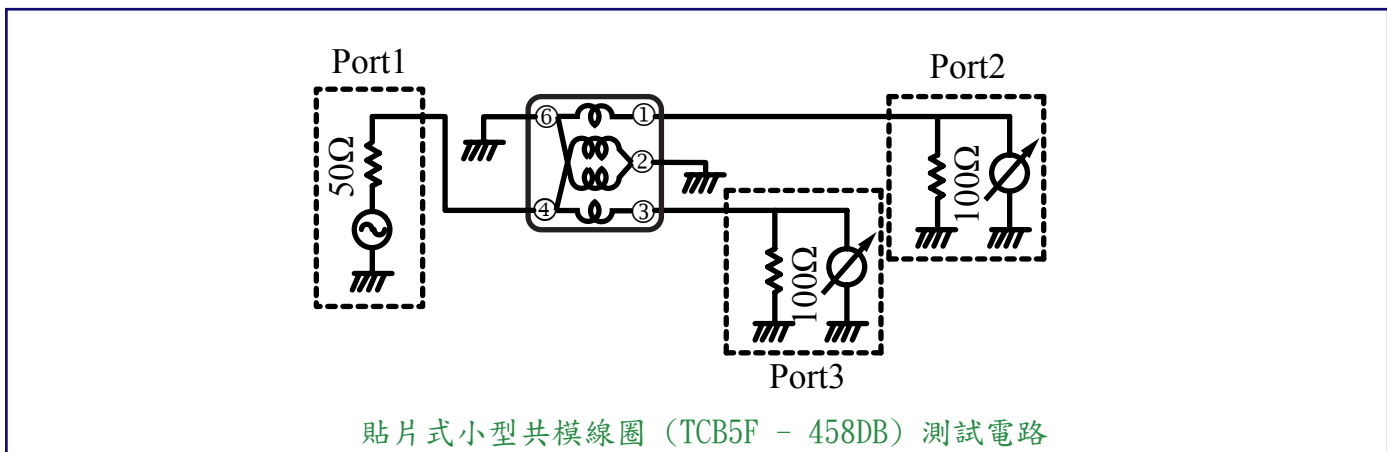 Port1
Port2
50Ω
⑥
①
②
④
③
100Ω
100Ω
Port3
貼片式小型共模線圈 (TCB5F - 458DB) 測試電路